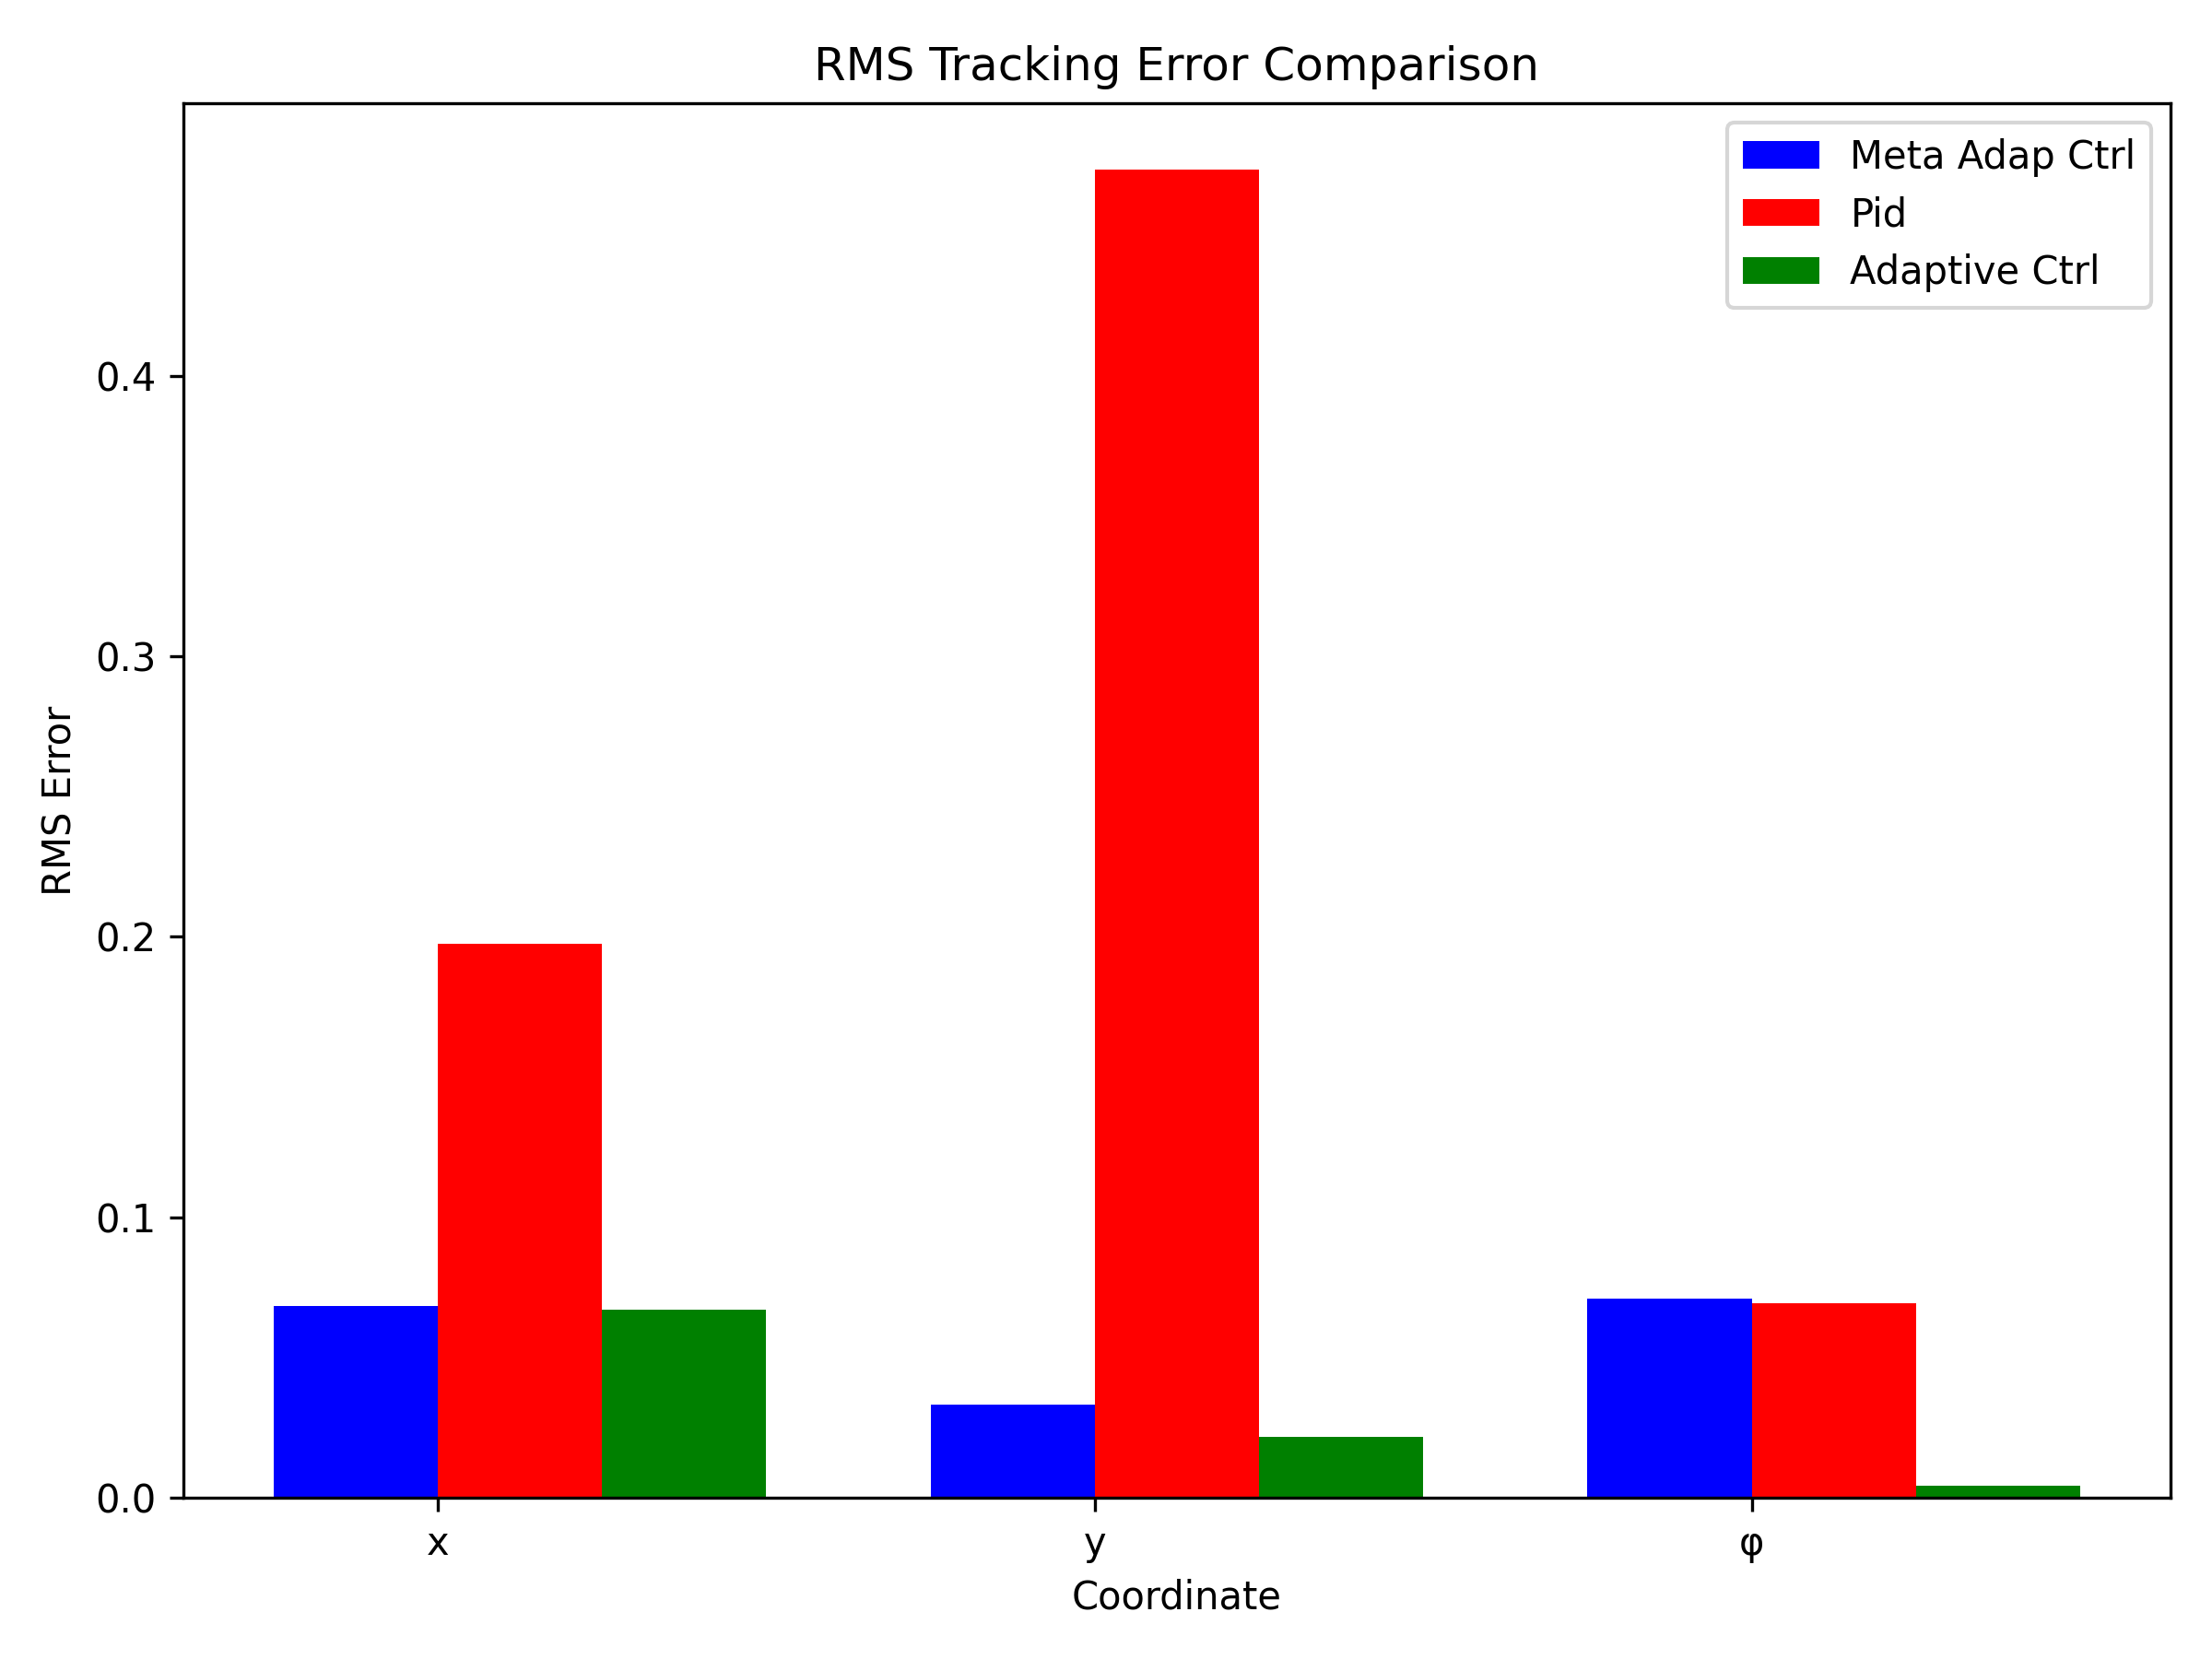 RMS Tracking Error Comparison
Meta Adap Ctrl
Pid
Adaptive Ctrl
RMS Error
0.4
0.3
0.2
0.1
0.0
x
y
φ
Coordinate